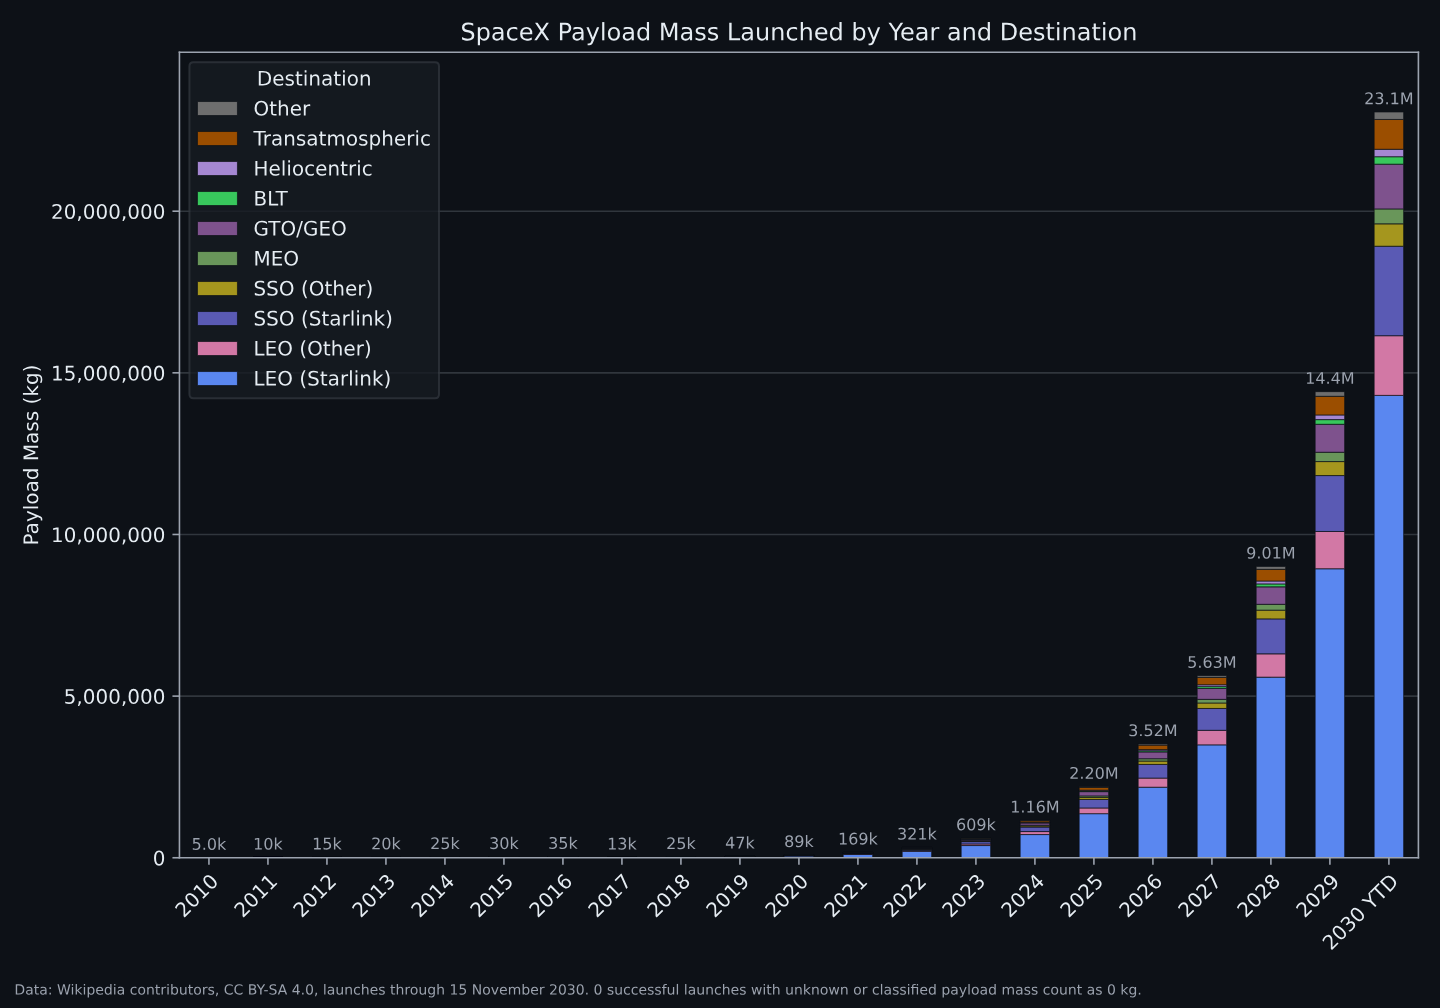 SpaceX Payload Mass Launched by Year and Destination
Destination
Other
Transatmospheric
Heliocentric
BLT
GTO/GEO
MEO
SSO (Other)
SSO (Starlink)
LEO (Other)
LEO (Starlink)
Payload Mass (kg)
20,000,000
15,000,000
10,000,000
5,000,000
0
5.0k
10k
15k
20k
25k
30k
35k
13k
25k
47k
89k
169k
321k
609k
1.16M
2.20M
3.52M
5.63M
9.01M
14.4M
23.1M
2010
2011
2012
2013
2014
2015
2016
2017
2018
2019
2020
2021
2022
2023
2024
2025
2026
2027
2028
2029
2030 YTD
Data: Wikipedia contributors, CC BY-SA 4.0, launches through 15 November 2030. 0 successful launches with unknown or classified payload mass count as 0 kg.